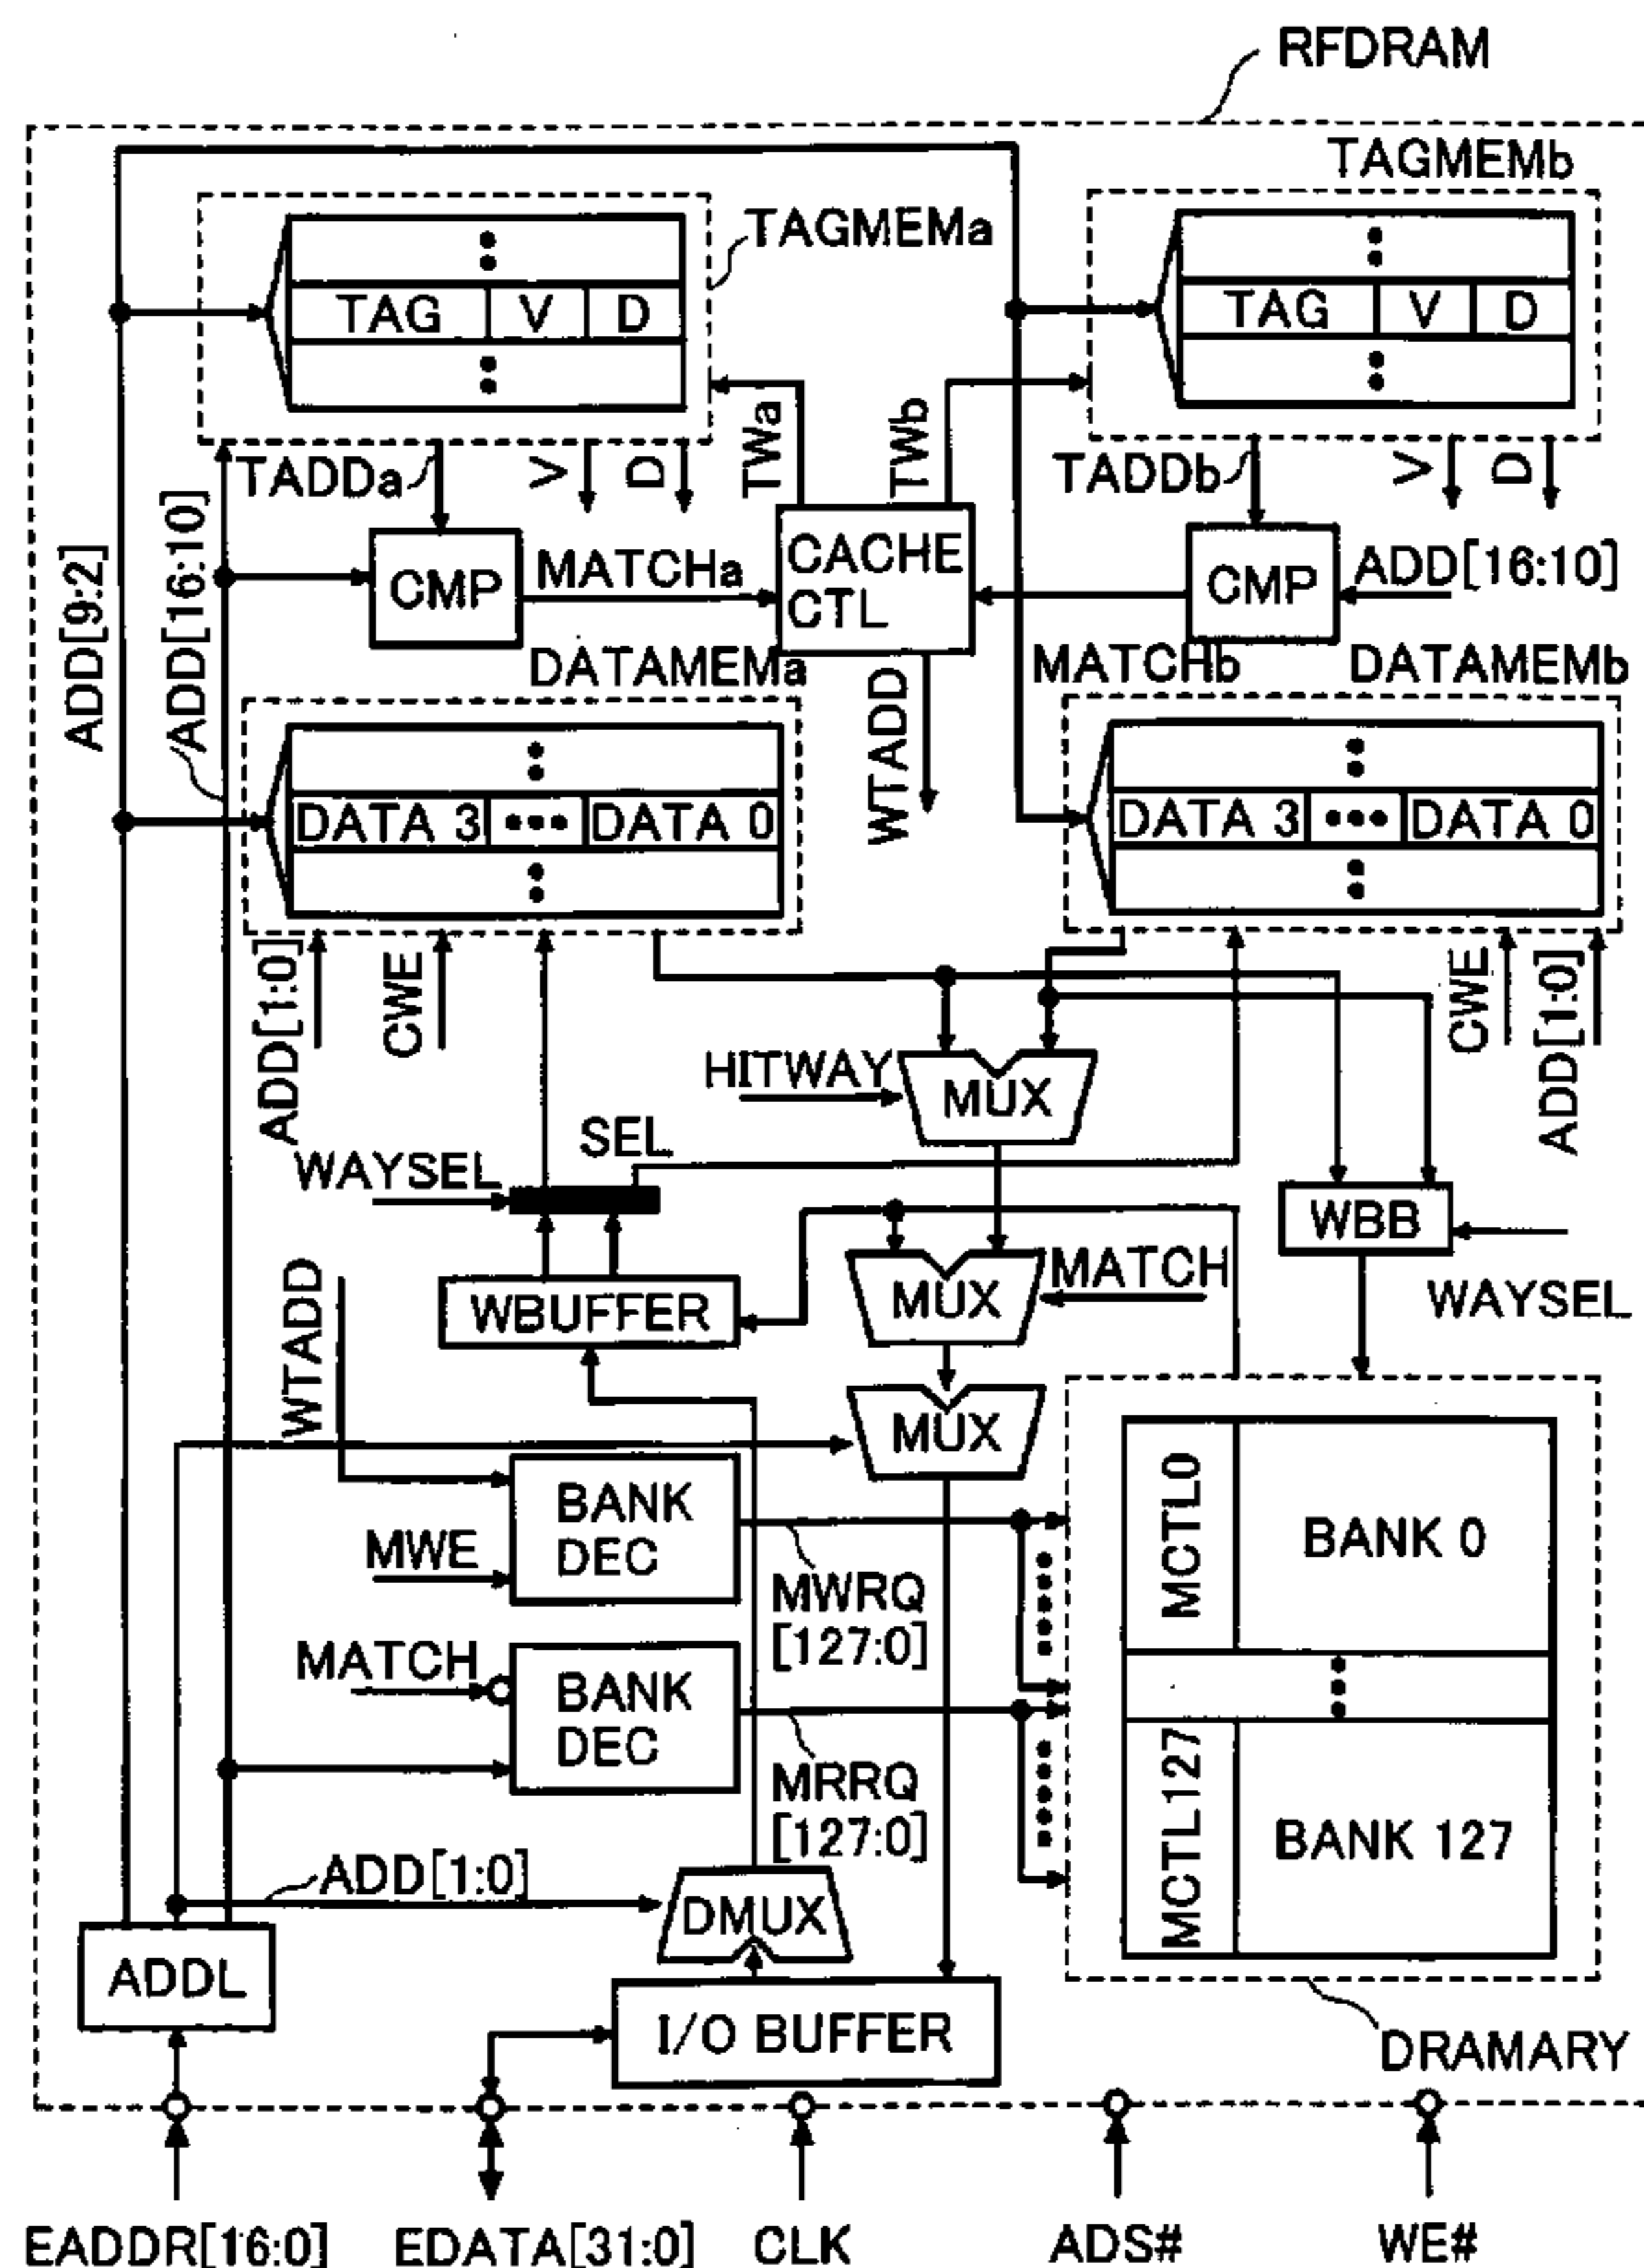 RFDRAM
TAGMEMb
TAGMEMa
TAG V D
TAG V D
TADDa
V
D
TWa
TWb
TADDb
V
D
ADD[9:2]
ADD[16:10]
CMP
MATCHa
CACHE
CTL
CMP
ADD[16:10]
DATAMEMa
WTADD
MATCHb
DATAMEMb
DATA 3 ••• DATA 0
DATA 3 ••• DATA 0
ADD[1:0]
CWE
CWE
ADD[1:0]
HITWAY
MUX
SEL
WAYSEL
WBB
WTADD
WBUFFER
MUX
MATCH
WAYSEL
MUX
BANK
DEC
MWE
MWRQ
[127:0]
MCTL0
BANK 0
MATCH
BANK
DEC
MRRQ
[127:0]
MCTL127
BANK 127
ADD[1:0]
DMUX
ADDL
I/O BUFFER
DRAMARY
EADDR[16:0]
EDATA[31:0]
CLK
ADS#
WE#